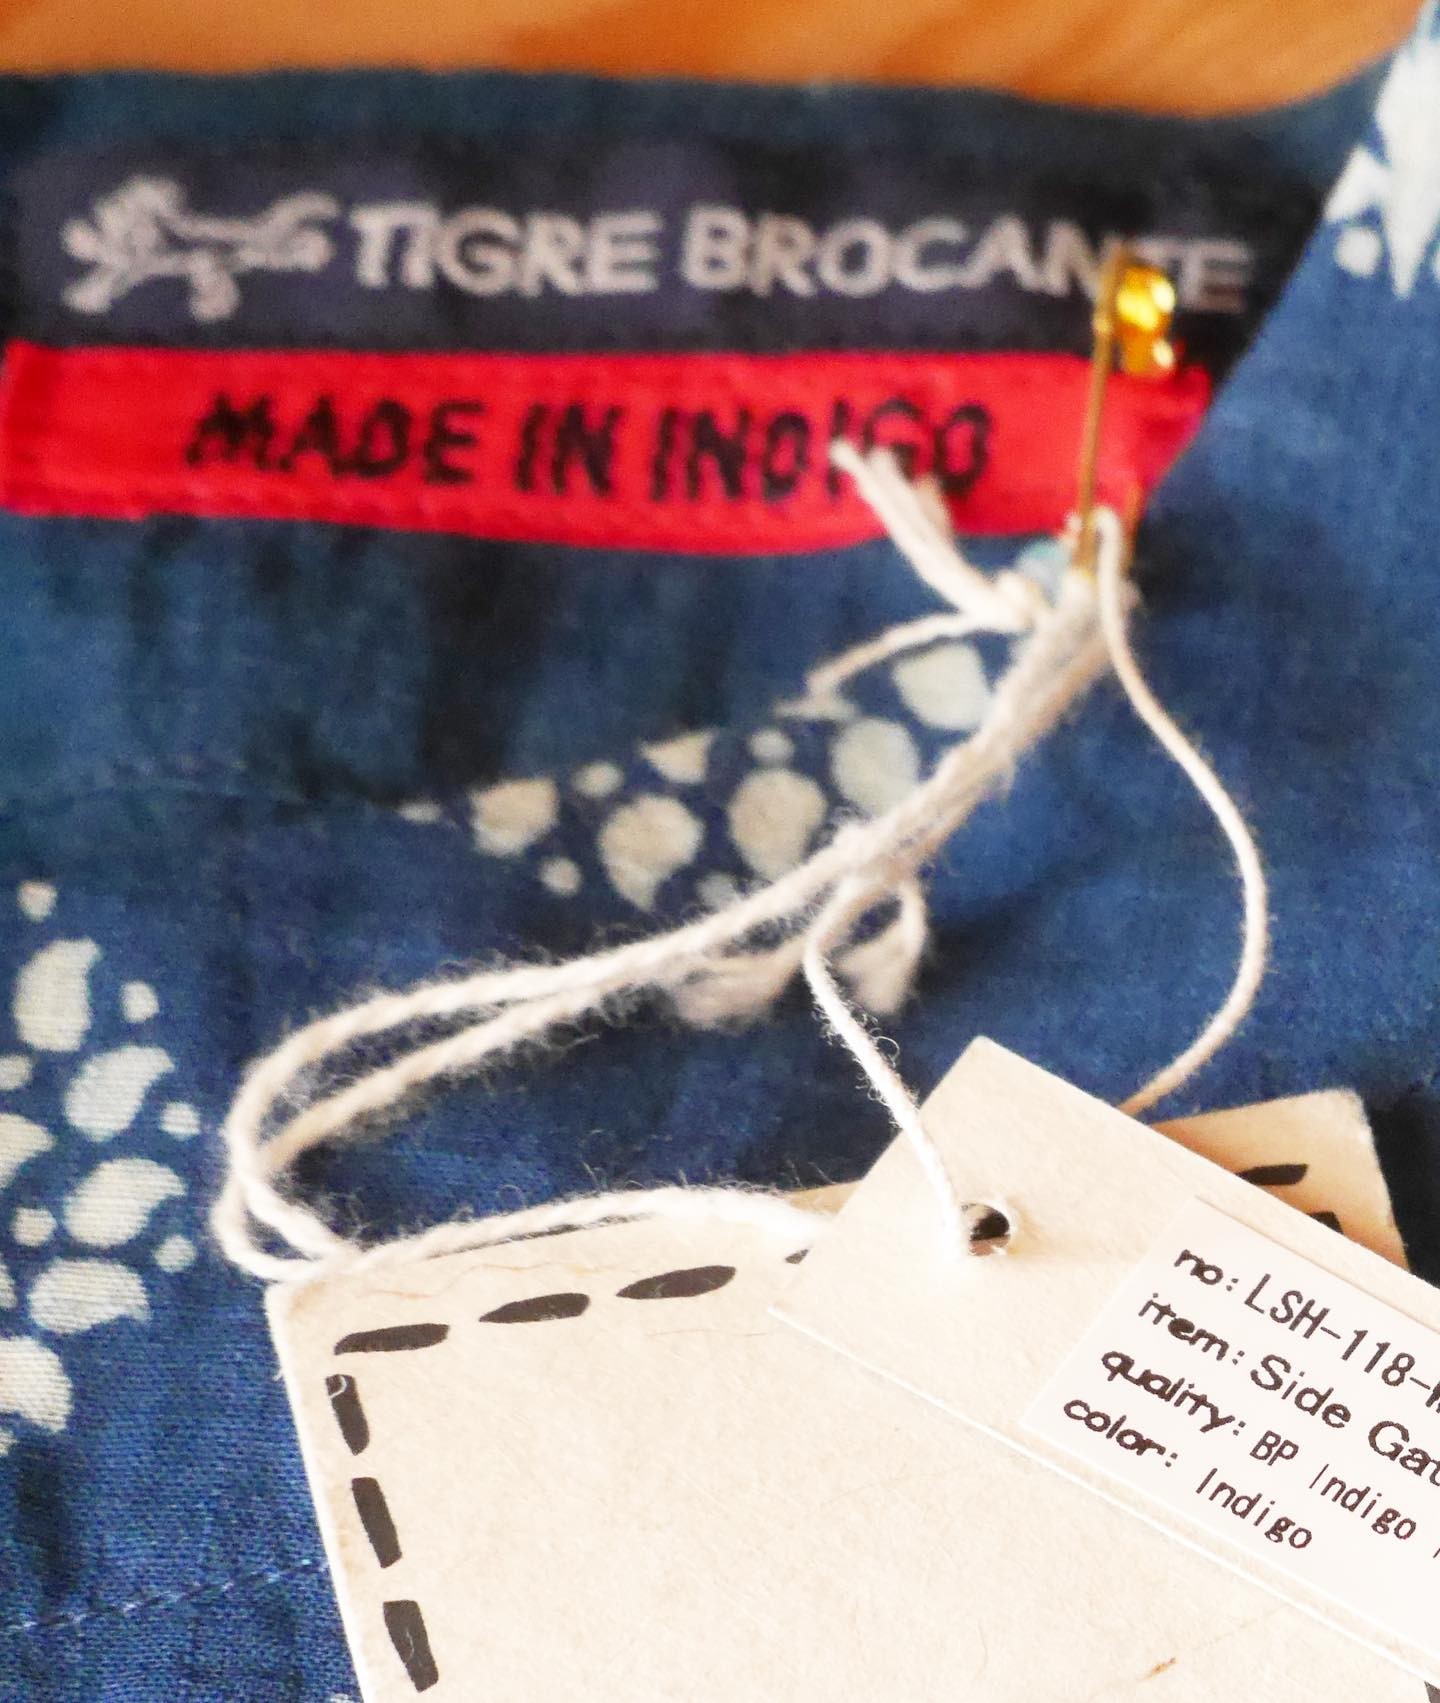 TIGRE BROCANTE
MADE IN INDIGO
no: LSH-118-
item: Side
quality: BP Indigo
color: Indigo